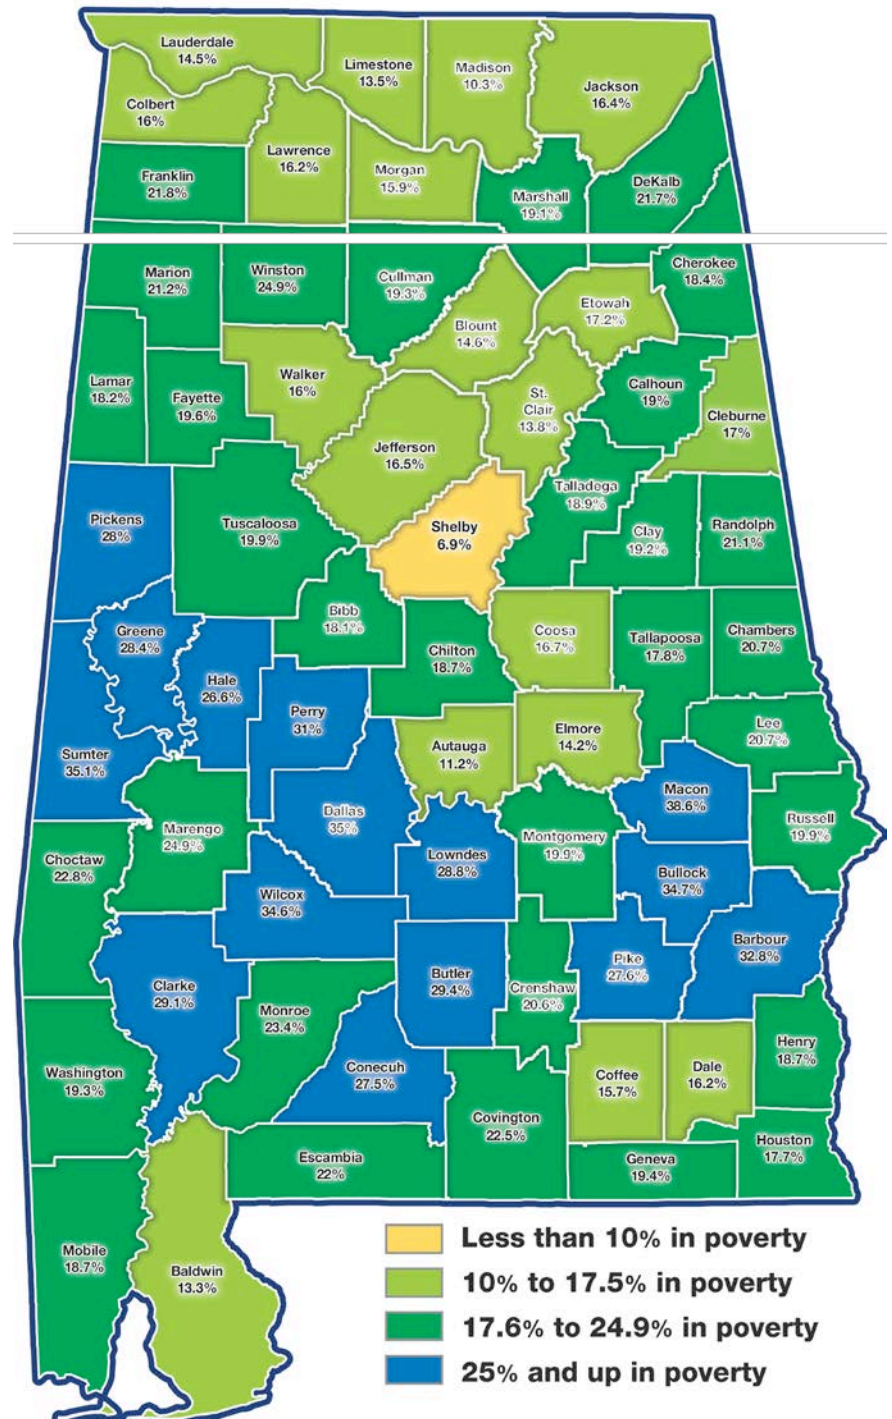 Lauderdale
14.5%
Limestone
13.5%
Madison
10.3%
Jackson
16.4%
Colbert
16%
Lawrence
16.2%
Morgan
15.9%
Franklin
21.8%
Marshall
19.1%
DeKalb
21.7%
Marion
21.2%
Winston
24.9%
Cullman
19.3%
Cherokee
18.4%
Etowah
17.2%
Blount
14.6%
Lamar
18.2%
Fayette
19.6%
Walker
16%
St.
Clair
13.8%
Calhoun
19%
Cleburne
17%
Jefferson
16.5%
Pickens
28%
Tuscaloosa
19.9%
Shelby
6.9%
Talladega
18.9%
Clay
19.2%
Randolph
21.1%
Greene
28.4%
Hale
26.6%
Bibb
18.1%
Chilton
18.7%
Coosa
16.7%
Tallapoosa
17.8%
Chambers
20.7%
Perry
31%
Sumter
35.1%
Autauga
11.2%
Elmore
14.2%
Lee
20.7%
Macon
38.6%
Dallas
35%
Marengo
24.9%
Choctaw
22.8%
Lowndes
28.8%
Montgomery
19.9%
Russell
19.9%
Bullock
34.7%
Wilcox
34.6%
Barbour
32.8%
Clarke
29.1%
Butler
29.4%
Crenshaw
20.6%
Pike
27.6%
Monroe
23.4%
Conecuh
27.5%
Washington
19.3%
Coffee
15.7%
Dale
16.2%
Henry
18.7%
Covington
22.5%
Escambia
22%
Geneva
19.4%
Houston
17.7%
Mobile
18.7%
Baldwin
13.3%
Less than 10% in poverty
10% to 17.5% in poverty
17.6% to 24.9% in poverty
25% and up in poverty